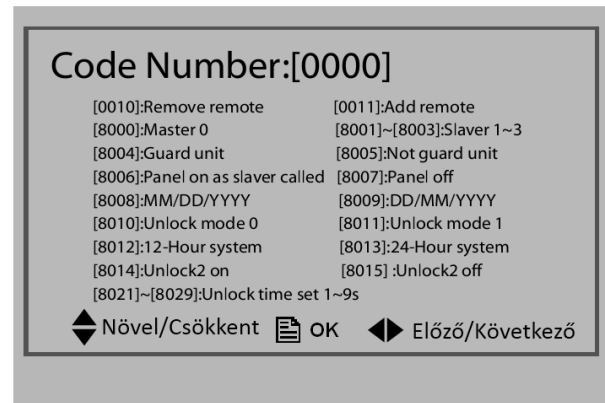 Code Number:[0000]
[0010]:Remove remote [0011]:Add remote
[8000]:Master 0 [8001]~[8003]:Slaver 1~3
[8004]:Guard unit [8005]:Not guard unit
[8006]:Panel on as slaver called [8007]:Panel off
[8008]:MM/DD/YYYY [8009]:DD/MM/YYYY
[8010]:Unlock mode 0 [8011]:Unlock mode 1
[8012]:12-Hour system [8013]:24-Hour system
[8014]:Unlock2 on [8015] :Unlock2 off
[8021]~[8029]:Unlock time set 1~9s
Növel/Csökkent OK Előző/Következő